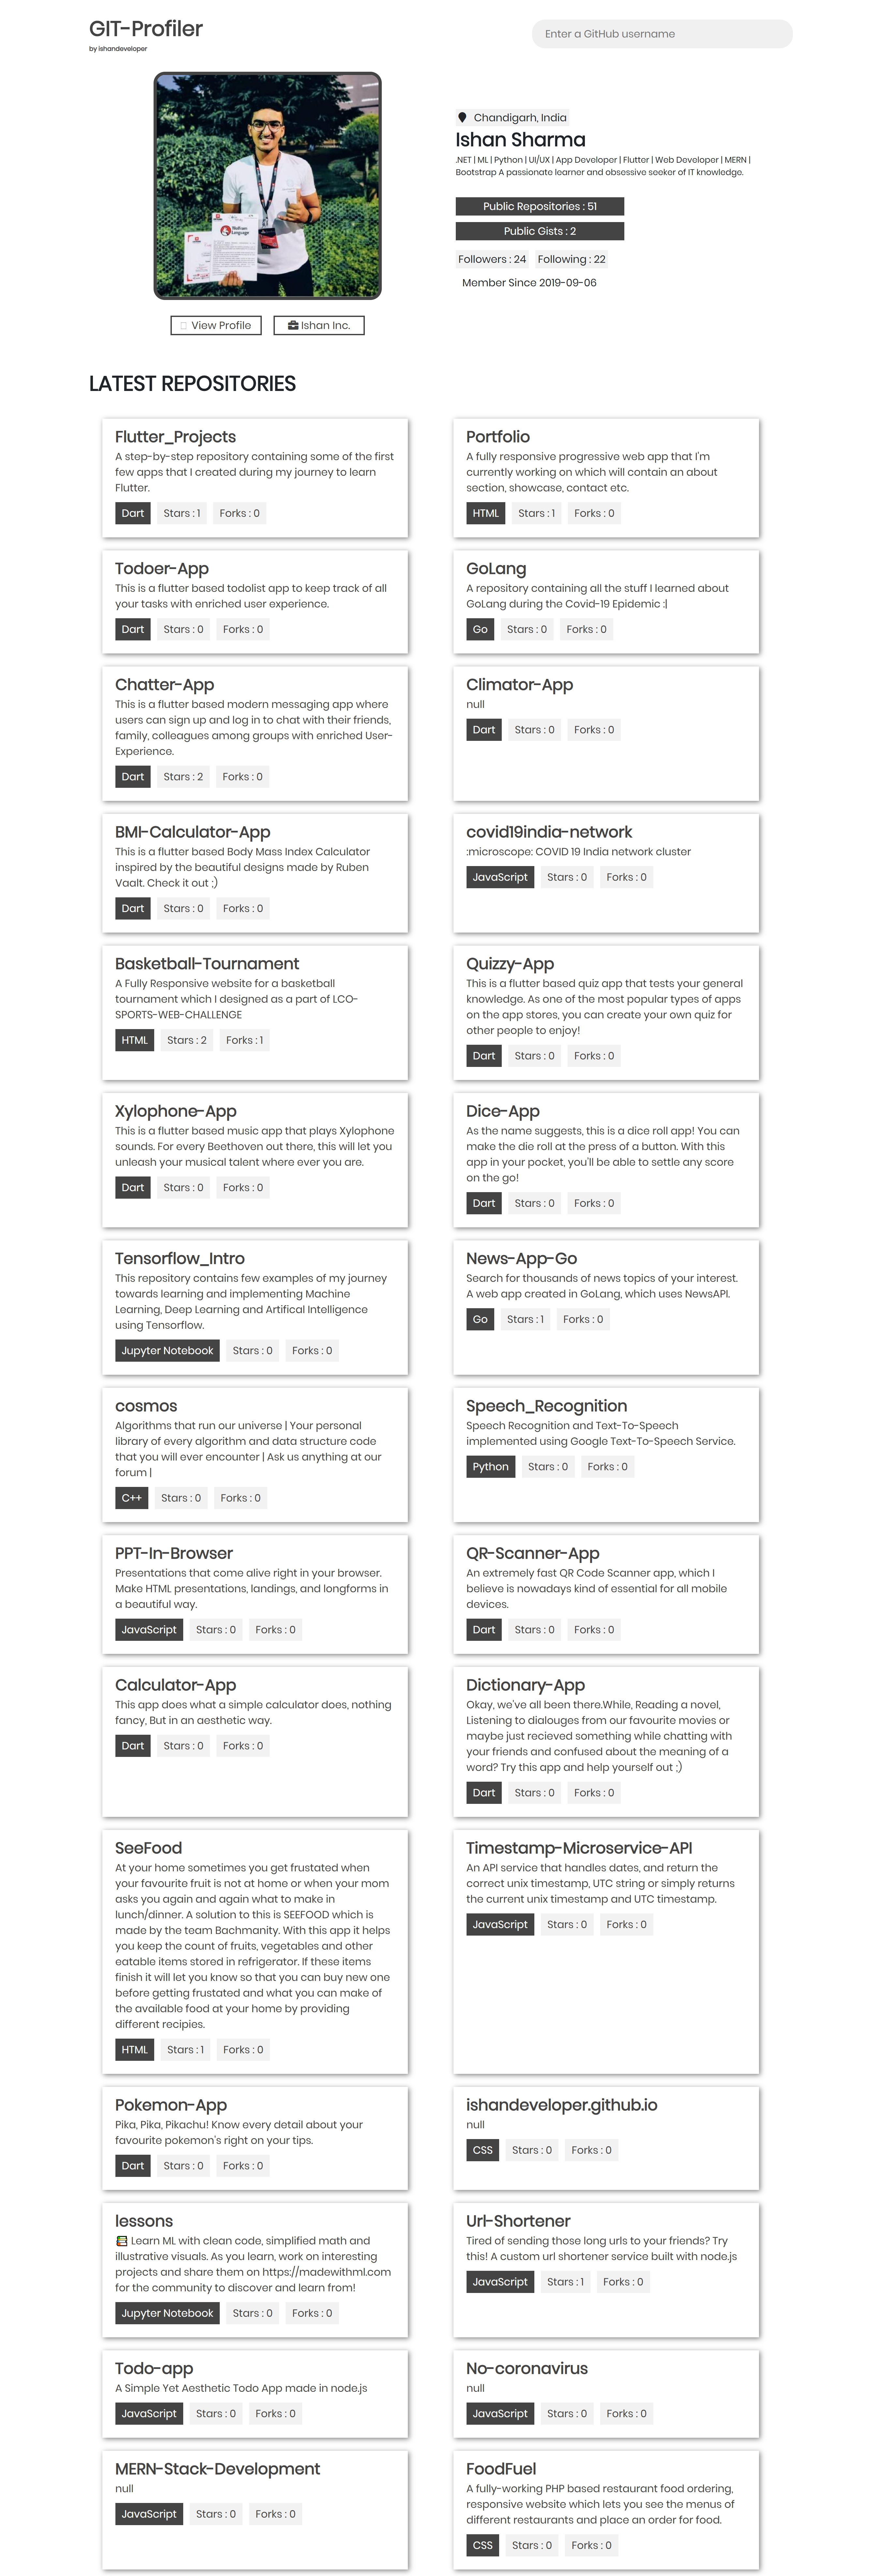 GIT-Profiler
by ishandeveloper
Enter a GitHub username
Wolfram
Language
Chandigarh, India
Ishan Sharma
.NET | ML | Python | UI/UX | App Developer | Flutter | Web Developer | MERN |
Bootstrap A passionate learner and obsessive seeker of IT knowledge.
Public Repositories : 51
Public Gists : 2
Followers : 24 Following : 22
Member Since 2019-09-06
View Profile
Ishan Inc.
LATEST REPOSITORIES
Flutter_Projects
A step-by-step repository containing some of the first
few apps that I created during my journey to learn
Flutter.
Dart Stars : 1 Forks : 0
Portfolio
A fully responsive progressive web app that I'm
currently working on which will contain an about
section, showcase, contact etc.
HTML Stars : 1 Forks : 0
Todoer-App
This is a flutter based todolist app to keep track of all
your tasks with enriched user experience.
Dart Stars : 0 Forks : 0
GoLang
A repository containing all the stuff I learned about
GoLang during the Covid-19 Epidemic :|
Go Stars : 0 Forks : 0
Chatter-App
This is a flutter based modern messaging app where
users can sign up and log in to chat with their friends,
family, colleagues among groups with enriched User-
Experience.
Dart Stars : 2 Forks : 0
Climator-App
null
Dart Stars : 0 Forks : 0
BMI-Calculator-App
This is a flutter based Body Mass Index Calculator
inspired by the beautiful designs made by Ruben
Vaalt. Check it out ;)
Dart Stars : 0 Forks : 0
covid19india-network
:microscope: COVID 19 India network cluster
JavaScript Stars : 0 Forks : 0
Basketball-Tournament
A Fully Responsive website for a basketball
tournament which I designed as a part of LCO-
SPORTS-WEB-CHALLENGE
HTML Stars : 2 Forks : 1
Quizzy-App
This is a flutter based quiz app that tests your general
knowledge. As one of the most popular types of apps
on the app stores, you can create your own quiz for
other people to enjoy!
Dart Stars : 0 Forks : 0
Xylophone-App
This is a flutter based music app that plays Xylophone
sounds. For every Beethoven out there, this will let you
unleash your musical talent where ever you are.
Dart Stars : 0 Forks : 0
Dice-App
As the name suggests, this is a dice roll app! You can
make the die roll at the press of a button. With this
app in your pocket, you'll be able to settle any score
on the go!
Dart Stars : 0 Forks : 0
Tensorflow_Intro
This repository contains few examples of my journey
towards learning and implementing Machine
Learning, Deep Learning and Artifical Intelligence
using Tensorflow.
Jupyter Notebook Stars : 0 Forks : 0
News-App-Go
Search for thousands of news topics of your interest.
A web app created in GoLang, which uses NewsAPI.
Go Stars : 1 Forks : 0
cosmos
Algorithms that run our universe | Your personal
library of every algorithm and data structure code
that you will ever encounter | Ask us anything at our
forum |
C++ Stars : 0 Forks : 0
Speech_Recognition
Speech Recognition and Text-To-Speech
implemented using Google Text-To-Speech Service.
Python Stars : 0 Forks : 0
PPT-In-Browser
Presentations that come alive right in your browser.
Make HTML presentations, landings, and longforms in
a beautiful way.
JavaScript Stars : 0 Forks : 0
QR-Scanner-App
An extremely fast QR Code Scanner app, which I
believe is nowadays kind of essential for all mobile
devices.
Dart Stars : 0 Forks : 0
Calculator-App
This app does what a simple calculator does, nothing
fancy, But in an aesthetic way.
Dart Stars : 0 Forks : 0
Dictionary-App
Okay, we've all been there.While, Reading a novel,
Listening to dialouges from our favourite movies or
maybe just recieved something while chatting with
your friends and confused about the meaning of a
word? Try this app and help yourself out ;)
Dart Stars : 0 Forks : 0
SeeFood
At your home sometimes you get frustated when
your favourite fruit is not at home or when your mom
asks you again and again what to make in
lunch/dinner. A solution to this is SEEFOOD which is
made by the team Bachmanity. With this app it helps
you keep the count of fruits, vegetables and other
eatable items stored in refrigerator. If these items
finish it will let you know so that you can buy new one
before getting frustated and what you can make of
the available food at your home by providing
different recipies.
HTML Stars : 1 Forks : 0
Timestamp-Microservice-API
An API service that handles dates, and return the
correct unix timestamp, UTC string or simply returns
the current unix timestamp and UTC timestamp.
JavaScript Stars : 0 Forks : 0
Pokemon-App
Pika, Pika, Pikachu! Know every detail about your
favourite pokemon's right on your tips.
Dart Stars : 0 Forks : 0
ishandeveloper.github.io
null
CSS Stars : 0 Forks : 0
lessons
Learn ML with clean code, simplified math and
illustrative visuals. As you learn, work on interesting
projects and share them on https://madewithml.com
for the community to discover and learn from!
Jupyter Notebook Stars : 0 Forks : 0
Url-Shortener
Tired of sending those long urls to your friends? Try
this! A custom url shortener service built with node.js
JavaScript Stars : 1 Forks : 0
Todo-app
A Simple Yet Aesthetic Todo App made in node.js
JavaScript Stars : 0 Forks : 0
No-coronavirus
null
JavaScript Stars : 0 Forks : 0
MERN-Stack-Development
null
JavaScript Stars : 0 Forks : 0
FoodFuel
A fully-working PHP based restaurant food ordering,
responsive website which lets you see the menus of
different restaurants and place an order for food.
CSS Stars : 0 Forks : 0